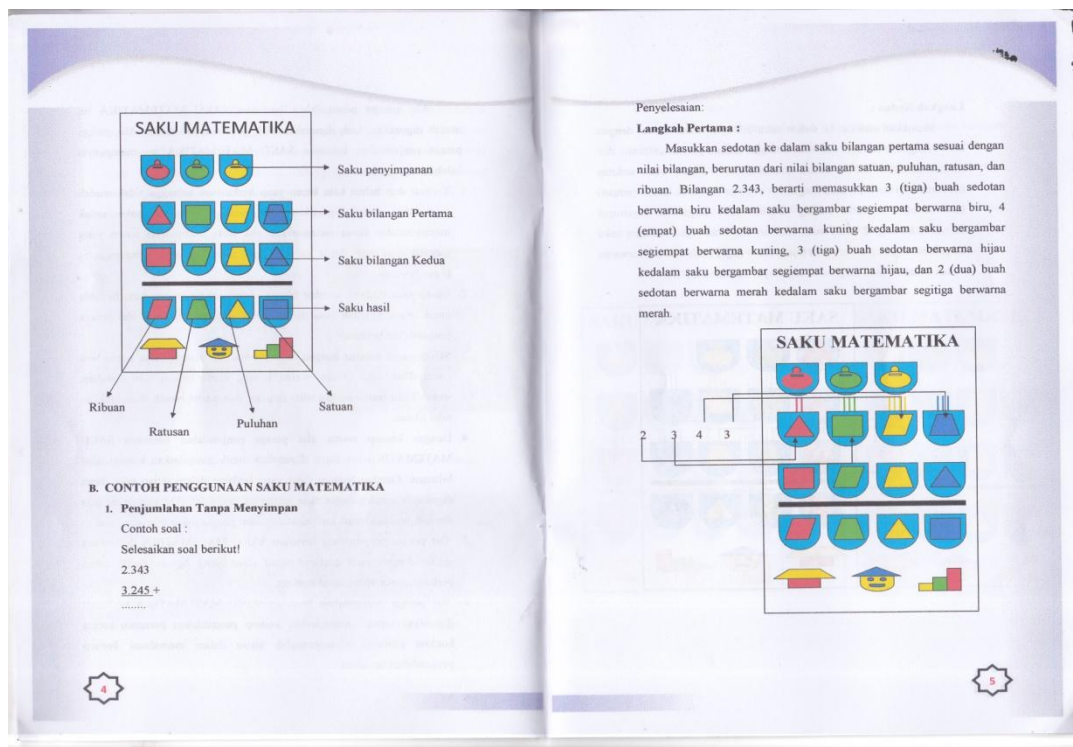 SAKU MATEMATIKA
Saku penyimpanan
Saku bilangan Pertama
Saku bilangan Kedua
Saku hasil
Ribuan
Ratusan
Puluhan
Satuan
B. CONTOH PENGGUNAAN SAKU MATEMATIKA
1. Penjumlahan Tanpa Menyimpan
Contoh soal :
Selesaikan soal berikut!
2.343
3.245 +
........
4
Penyelesaian:
Langkah Pertama :
Masukkan sedotan ke dalam saku bilangan pertama sesuai dengan
nilai bilangan, berurutan dari nilai bilangan satuan, puluhan, ratusan, dan
ribuan. Bilangan 2.343, berarti memasukkan 3 (tiga) buah sedotan
berwarna biru kedalam saku bergambar segiempat berwarna biru, 4
(empat) buah sedotan berwarna kuning kedalam saku bergambar
segiempat berwarna kuning, 3 (tiga) buah sedotan berwarna hijau
kedalam saku bergambar segiempat berwarna hijau, dan 2 (dua) buah
sedotan berwarna merah kedalam saku bergambar segitiga berwarna
merah.
SAKU MATEMATIKA
2 3 4 3
5